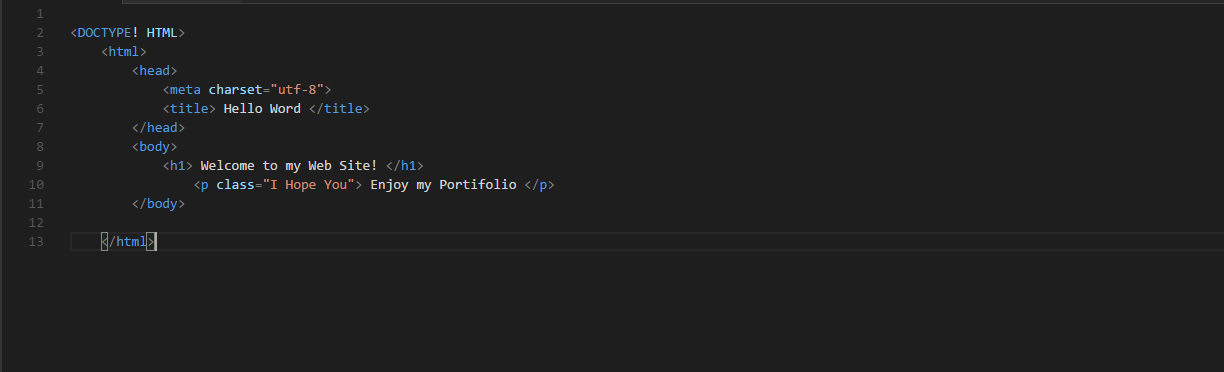 1
2 <DOCTYPE! HTML>
3 <html>
4 <head>
5 <meta charset="utf-8">
6 <title> Hello Word </title>
7 </head>
8 <body>
9 <h1> Welcome to my Web Site! </h1>
10 <p class="I Hope You"> Enjoy my Portifolio </p>
11 </body>
12
13 </html>